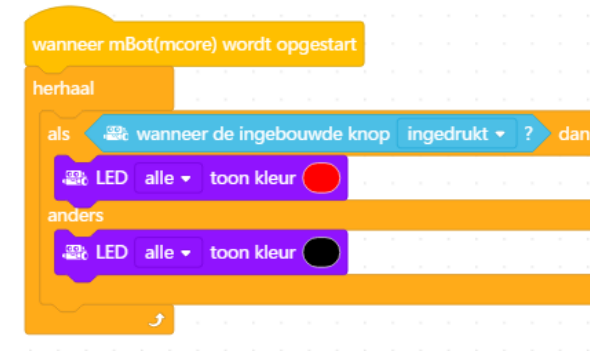 wanneer mBot(mcore) wordt opgestart
herhaal
als wanneer de ingebouwde knop ingedrukt ? dan
LED alle toon kleur
anders
LED alle toon kleur